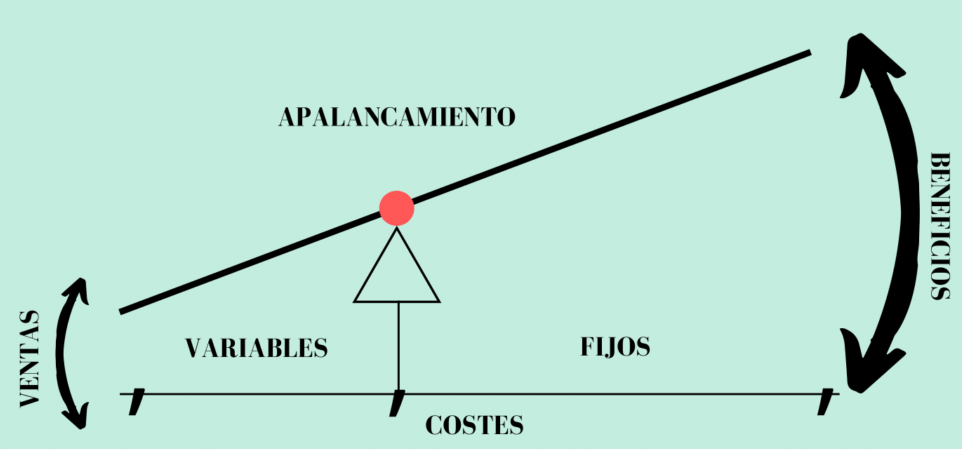 APALANCAMIENTO
BENEFICIOS
VENTAS
VARIABLES
FIJOS
COSTES